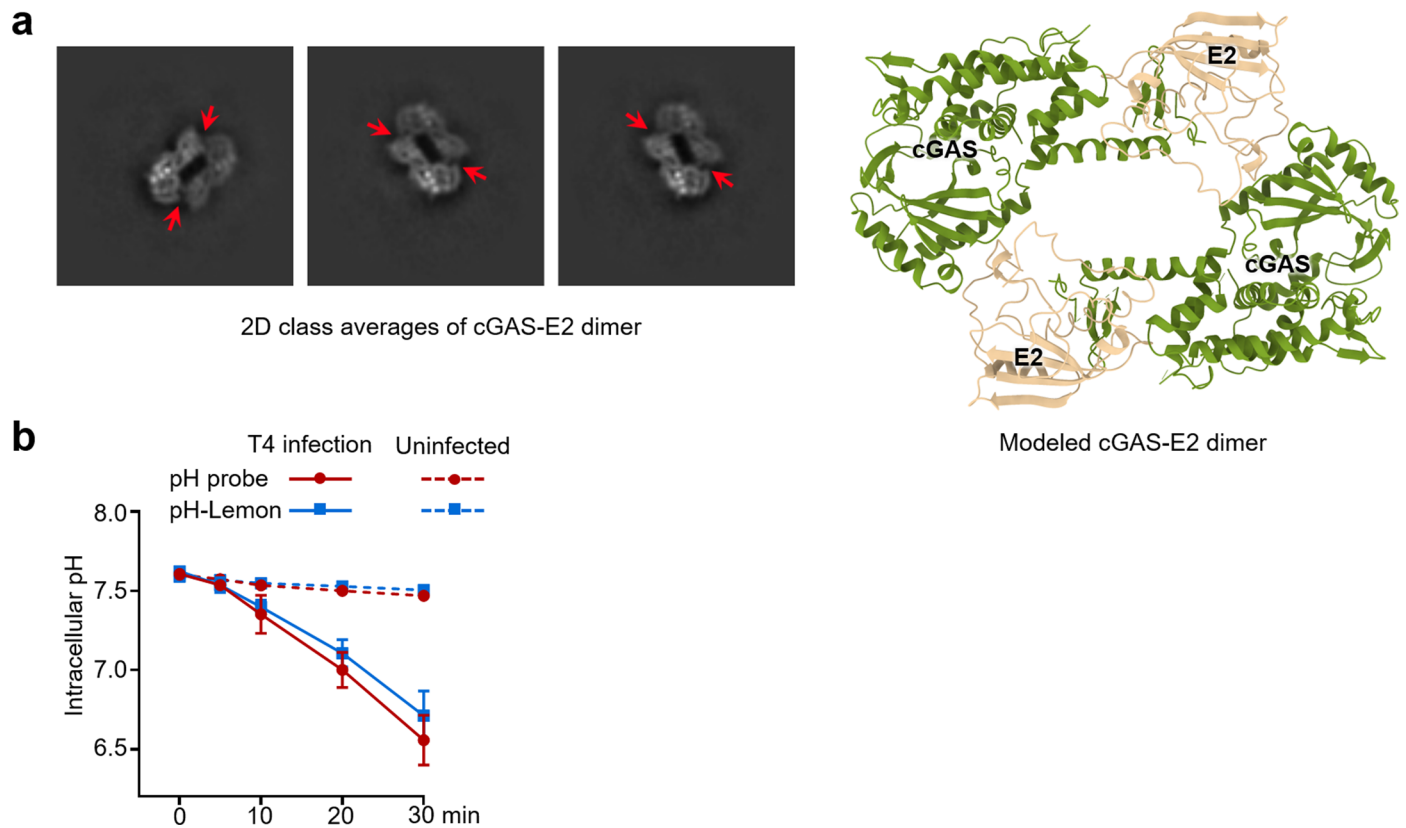 a
E2
cGAS
cGAS
E2
2D class averages of cGAS-E2 dimer
Modeled cGAS-E2 dimer
b
T4 infection Uninfected
pH probe
pH-Lemon
Intracellular pH
8.0
7.5
7.0
6.5
0 10 20 30 min